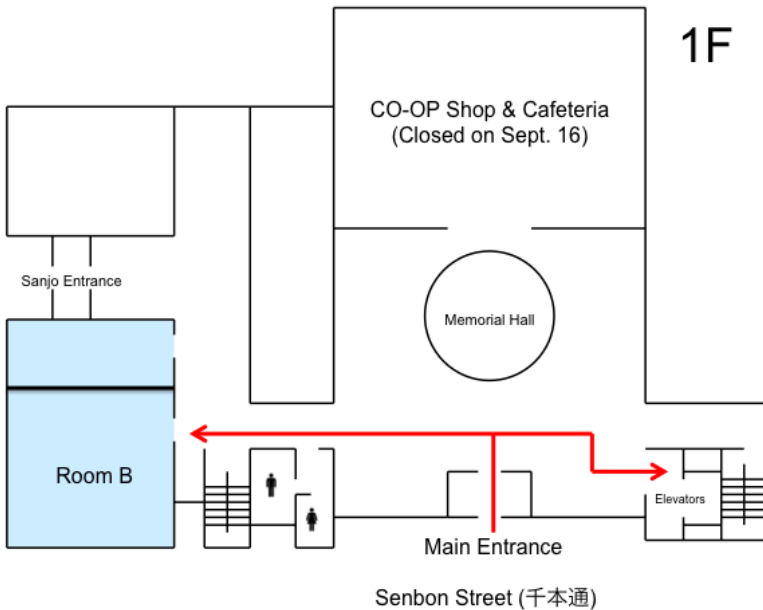 1F
CO-OP Shop & Cafeteria
(Closed on Sept. 16)
Sanjo Entrance
Memorial Hall
Room B
Elevators
Main Entrance
Senbon Street (千本通)